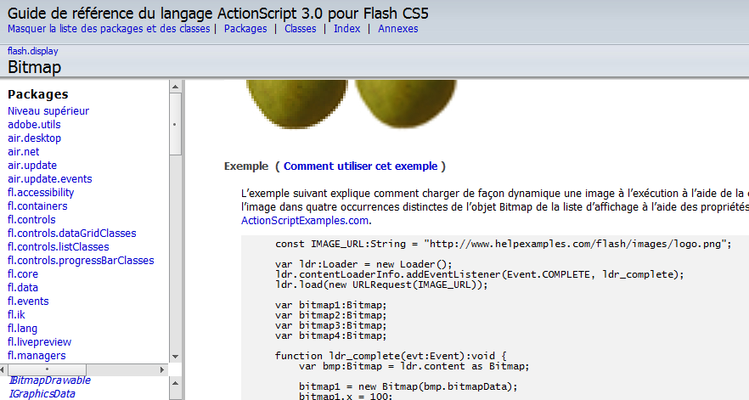 Guide de référence du langage ActionScript 3.0 pour Flash CS5
Masquer la liste des packages et des classes | Packages | Classes | Index | Annexes
flash.display
Bitmap
Packages
Niveau supérieur
adobe.utils
air.desktop
air.net
air.update
air.update.events
fl.accessibility
fl.containers
fl.controls
fl.controls.dataGridClasses
fl.controls.listClasses
fl.controls.progressBarClasses
fl.core
fl.data
fl.events
fl.ik
fl.lang
fl.livepreview
fl.managers
IBitmapDrawable
IGraphicsData
Exemple ( Comment utiliser cet exemple )
L'exemple suivant explique comment charger de façon dynamique une image à l'exécution à l'aide de la
l'image dans quatre occurrences distinctes de l'objet Bitmap de la liste d'affichage à l'aide des propriétés
ActionScriptExamples.com.
const IMAGE_URL:String = "http://www.helpexamples.com/flash/images/logo.png";
var ldr:Loader = new Loader();
ldr.contentLoaderInfo.addEventListener(Event.COMPLETE, ldr_complete);
ldr.load(new URLRequest(IMAGE_URL));
var bitmap1:Bitmap;
var bitmap2:Bitmap;
var bitmap3:Bitmap;
var bitmap4:Bitmap;
function ldr_complete(evt:Event):void {
var bmp:Bitmap = ldr.content as Bitmap;
bitmap1 = new Bitmap(bmp.bitmapData);
bitmap1.x = 100;